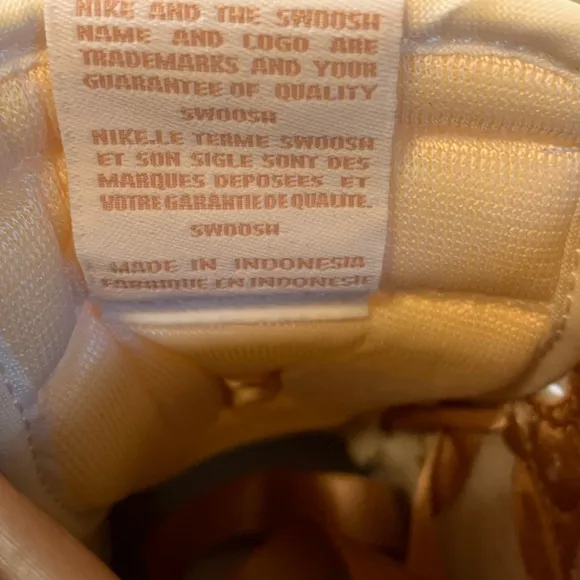 NIKE AND THE SWOOSH
NAME AND LOGO ARE
TRADEMARKS AND YOUR
GUARANTEE OF QUALITY
SWOOSH
NIKE.LE TERME SWOOSH
ET SON SIGLE SONT DES
MARQUES DEPOSEES ET
VOTRE GARANTIE DE QUALITE.
SWOOSH
MADE IN INDONESIA
FABRIQUE EN INDONESIE